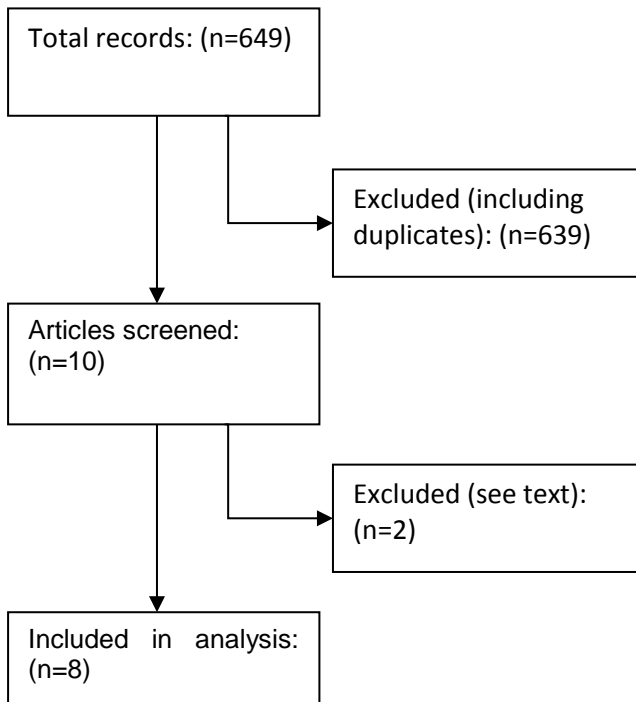 Total records: (n=649)
Excluded (including
duplicates): (n=639)
Articles screened:
(n=10)
Excluded (see text):
(n=2)
Included in analysis:
(n=8)